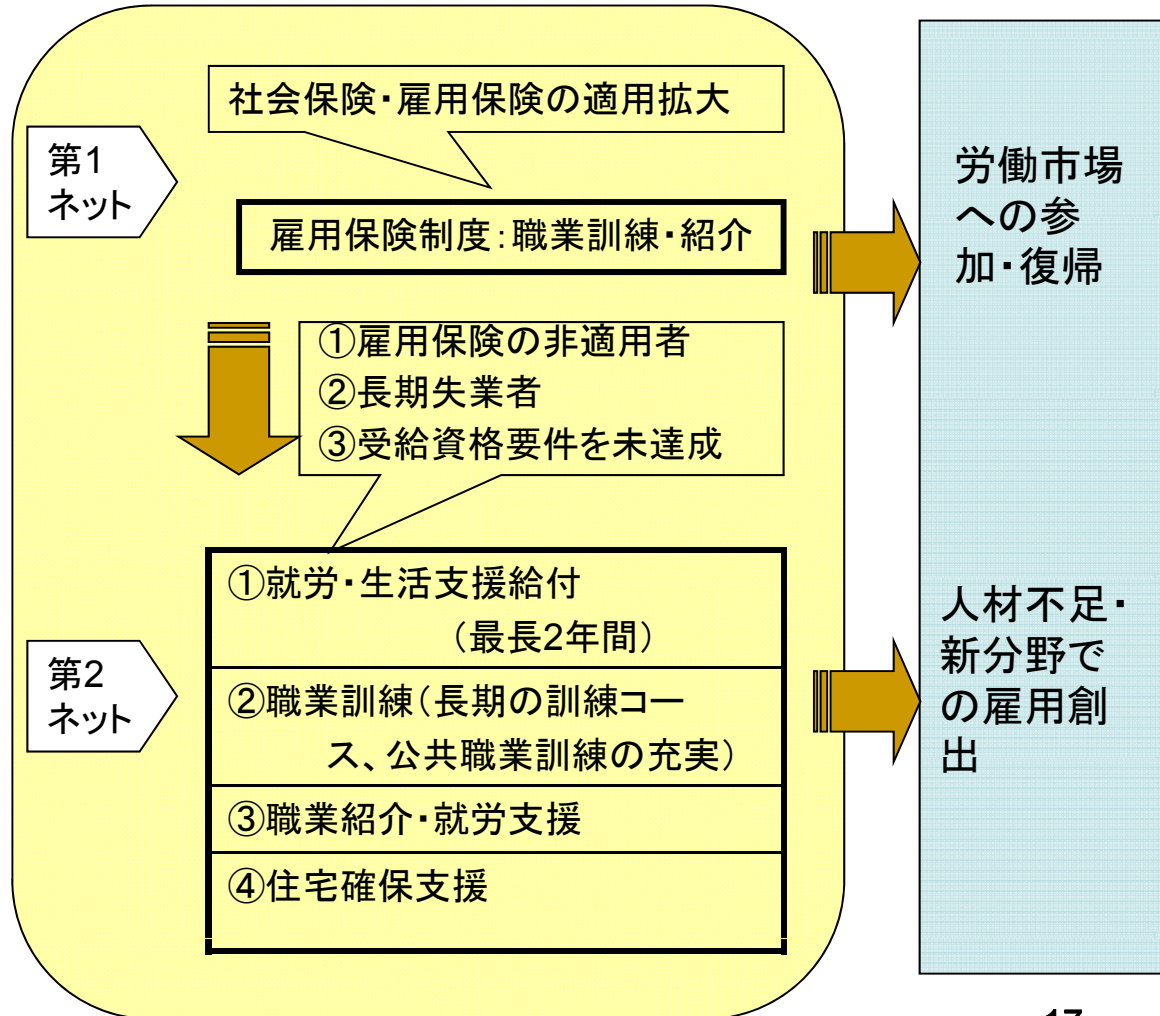 社会保険・雇用保険の適用拡大
第1
ネット
雇用保険制度:職業訓練・紹介
①雇用保険の非適用者
②長期失業者
③受給資格要件を未達成
第2
ネット
①就労・生活支援給付
(最長2年間)
②職業訓練(長期の訓練コー
ス、公共職業訓練の充実)
③職業紹介・就労支援
④住宅確保支援
労働市場
への参
加・復帰
人材不足・
新分野で
の雇用創
出
17